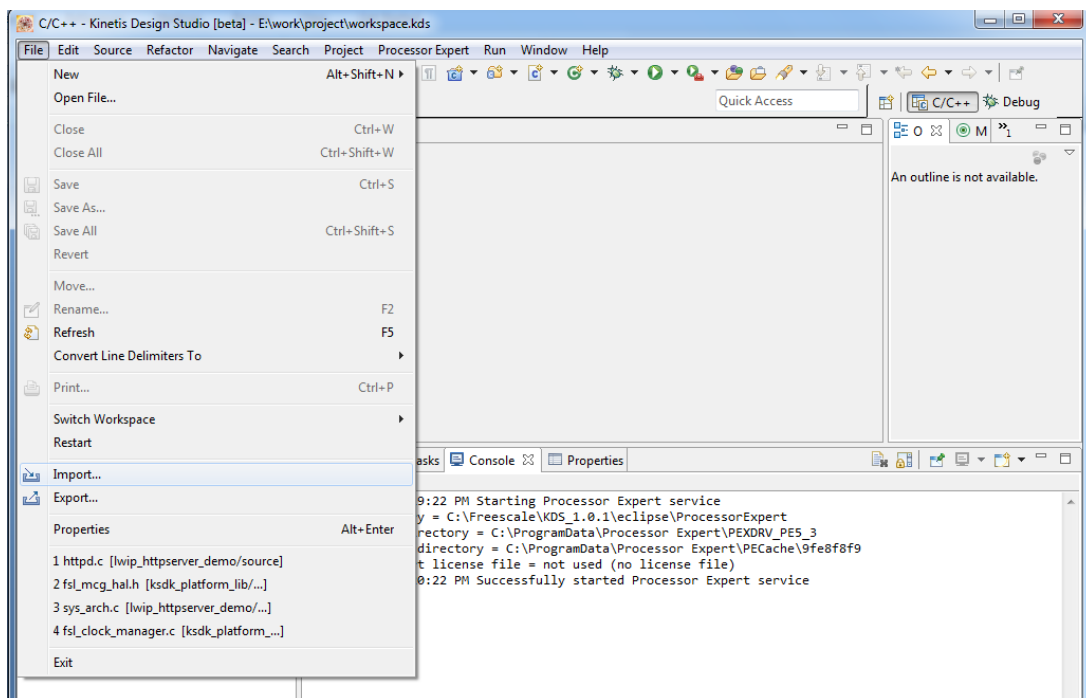 C/C++ - Kinetis Design Studio [beta] - E:\work\project\workspace.kds
File Edit Source Refactor Navigate Search Project Processor Expert Run Window Help
New Alt+Shift+N
Open File...
Quick Access C/C++ Debug
Close Ctrl+W
O M »1
Close All Ctrl+Shift+W
An outline is not available.
Save Ctrl+S
Save As...
Save All Ctrl+Shift+S
Revert
Move...
Rename... F2
Refresh F5
Convert Line Delimiters To
Print... Ctrl+P
Switch Workspace
Restart
asks Console Properties
Import...
Export...
9:22 PM Starting Processor Expert service
y = C:\Freescale\KDS_1.0.1\eclipse\ProcessorExpert
Properties Alt+Enter
rectory = C:\ProgramData\Processor Expert\PEXDRV_PE5_3
directory = C:\ProgramData\Processor Expert\PECache\9fe8f8f9
1 httpd.c [lwip_httpserver_demo/source]
t license file = not used (no license file)
2 fsl_mcg_hal.h [ksdk_platform_lib/...]
0:22 PM Successfully started Processor Expert service
3 sys_arch.c [lwip_httpserver_demo/...]
4 fsl_clock_manager.c [ksdk_platform_...]
Exit